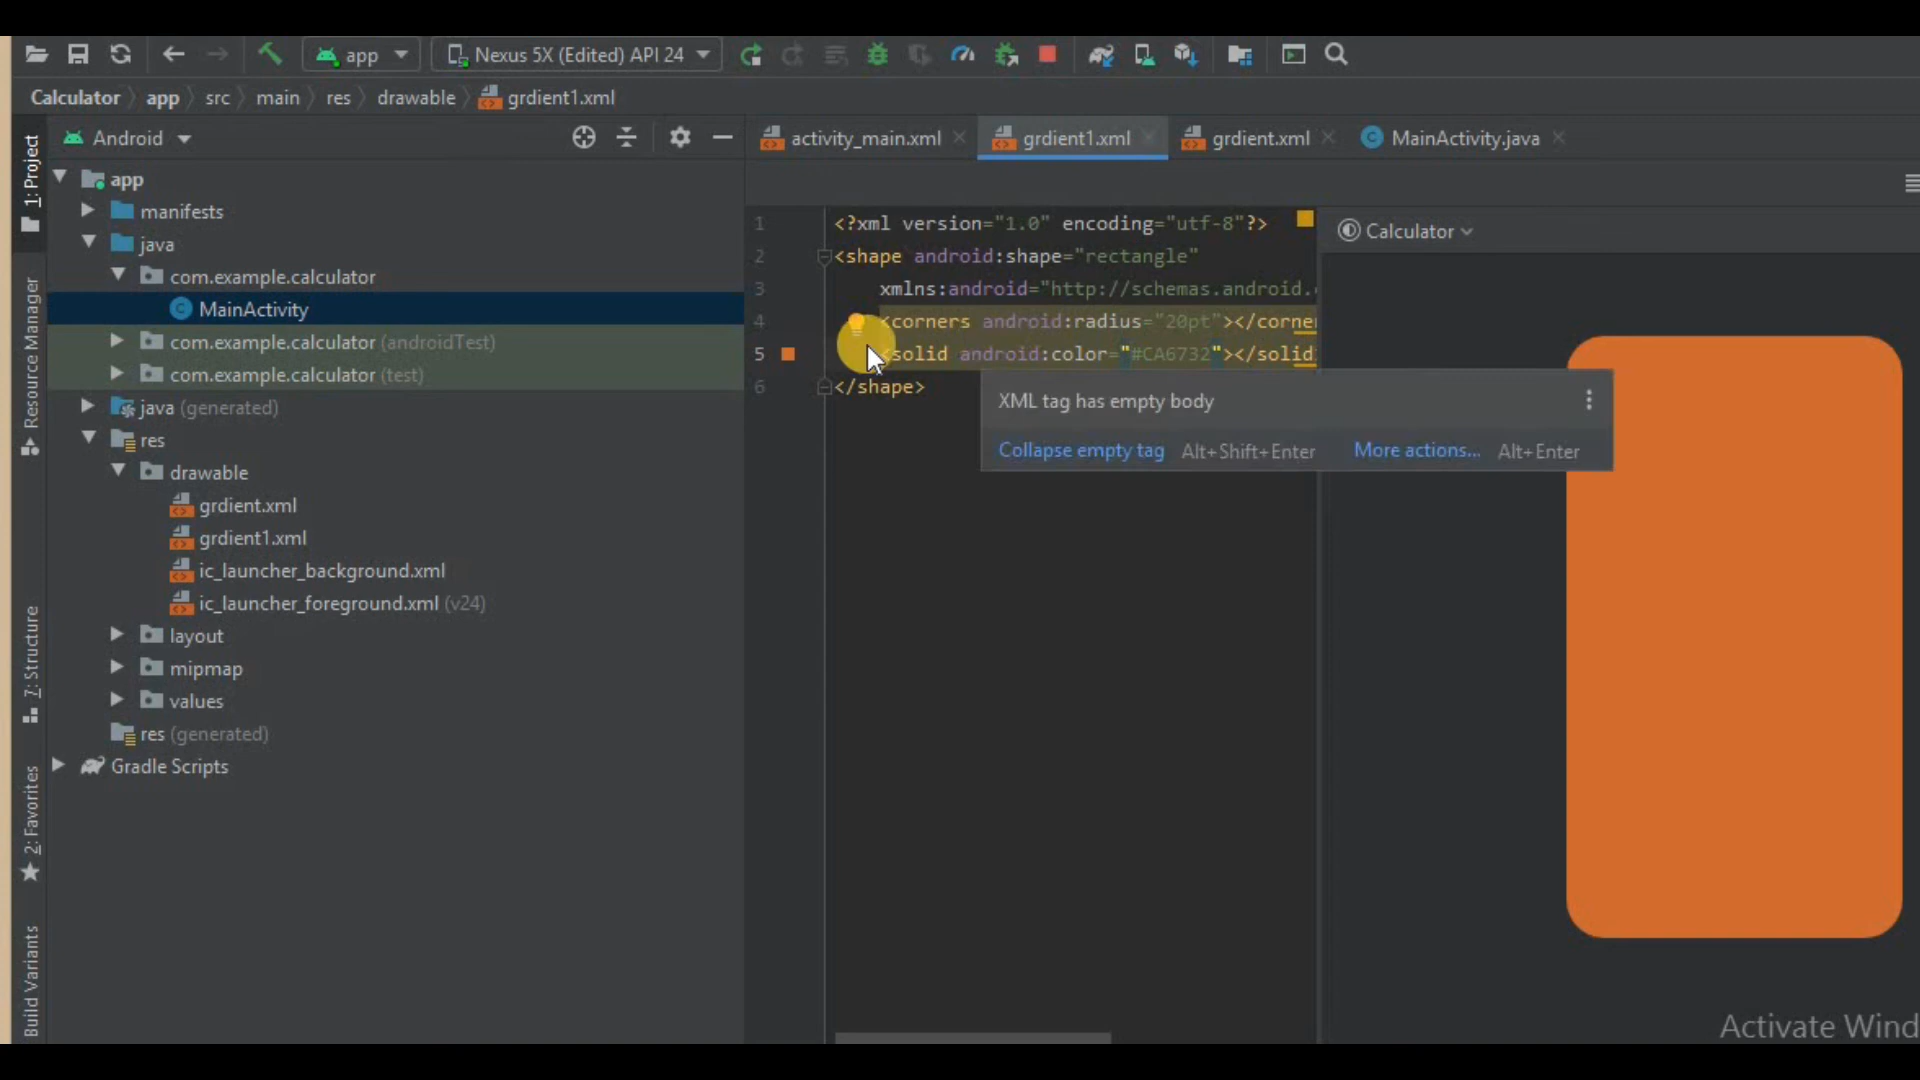 app
Nexus 5X (Edited) API 24
Calculator
app
src
main
res
drawable
grdient1.xml
1: Project
Resource Manager
7: Structure
2: Favorites
Build Variants
Android
app
manifests
java
com.example.calculator
MainActivity
com.example.calculator (androidTest)
com.example.calculator (test)
java (generated)
res
drawable
grdient.xml
grdient1.xml
ic_launcher_background.xml
ic_launcher_foreground.xml (v24)
layout
mipmap
values
res (generated)
Gradle Scripts
activity_main.xml
grdient1.xml
grdient.xml
MainActivity.java
1 <?xml version="1.0" encoding="utf-8"?>
2 <shape android:shape="rectangle"
3 xmlns:android="http://schemas.android.
4 <corners android:radius="20pt"></corne
5 <solid android:color="#CA6732"></solid
6 </shape>
XML tag has empty body
Collapse empty tag Alt+Shift+Enter More actions... Alt+Enter
Calculator
Activate Wind